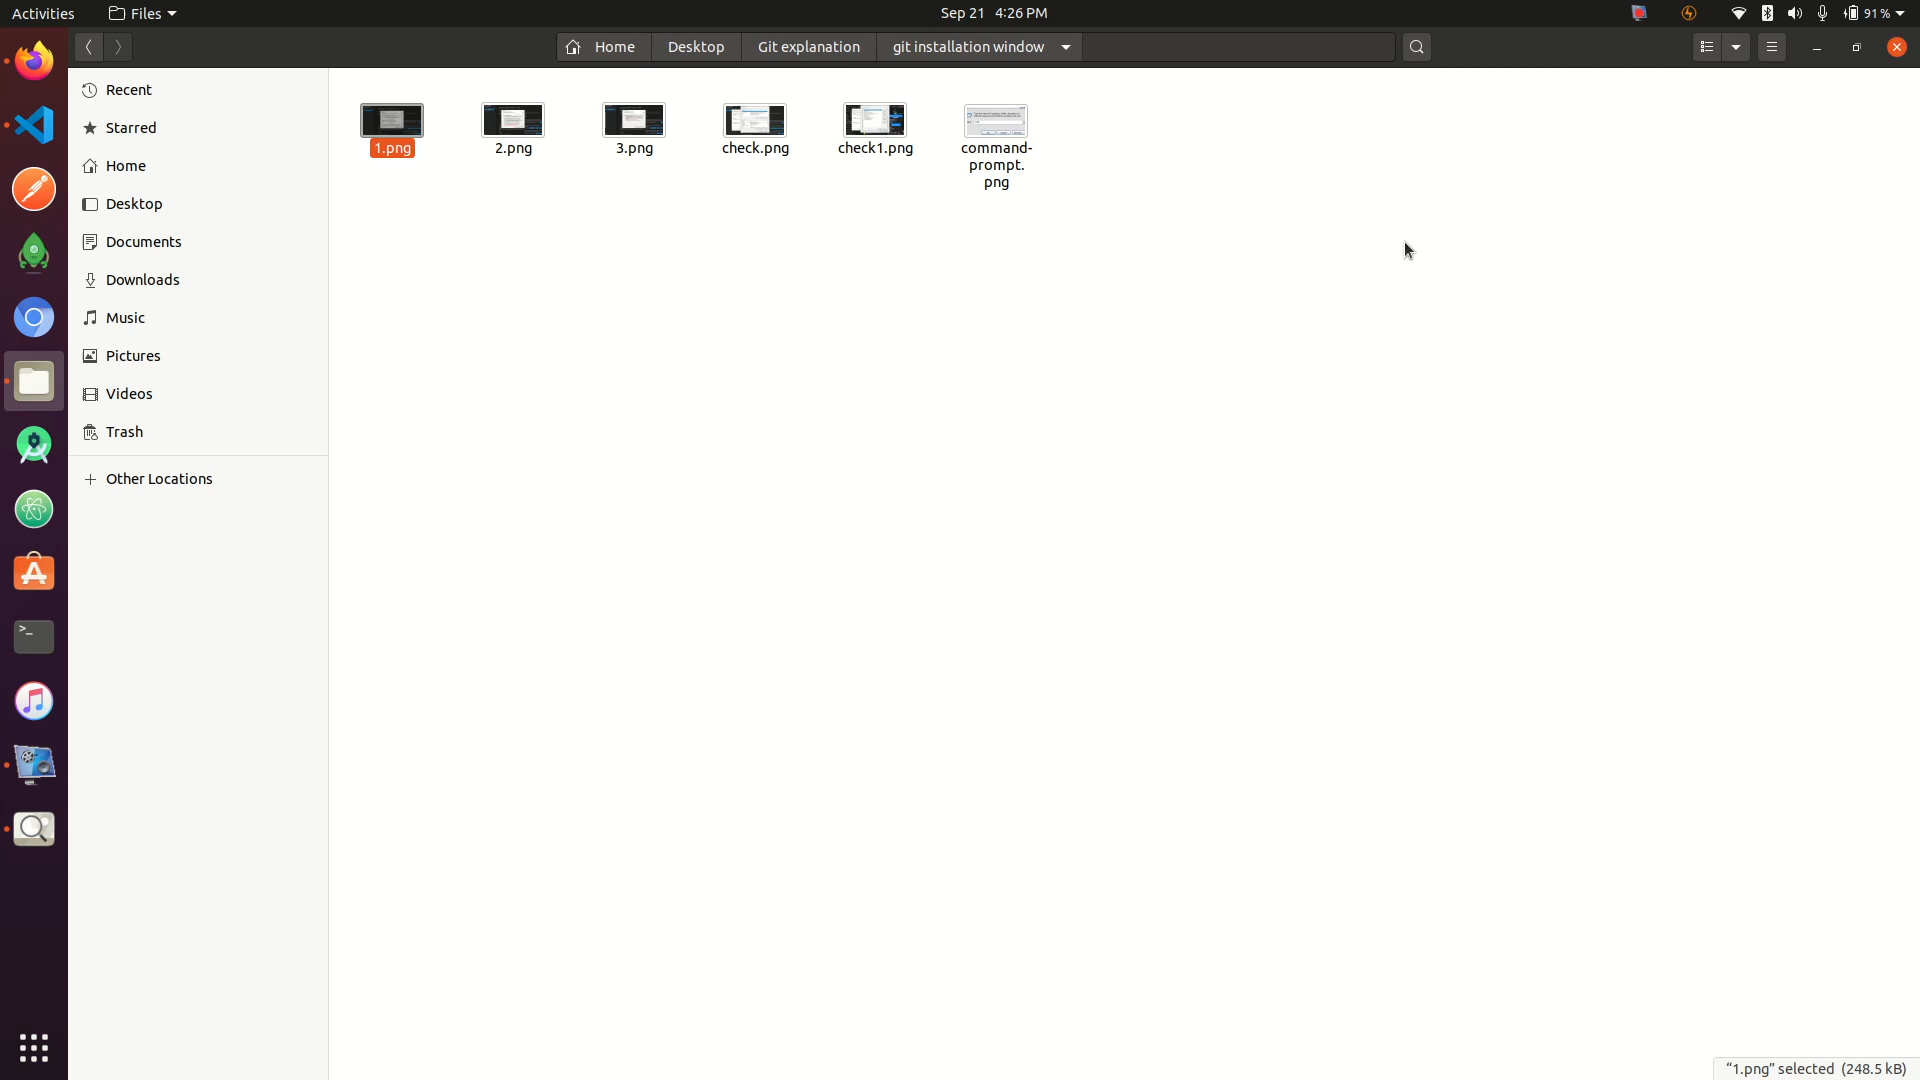 Activities Files Sep 21 4:26 PM 91 %
Home Desktop Git explanation git installation window
Recent
Starred
Home
Desktop
Documents
Downloads
Music
Pictures
Videos
Trash
Other Locations
1.png 2.png 3.png check.png check1.png command-
prompt.
png
“1.png” selected (248.5 kB)